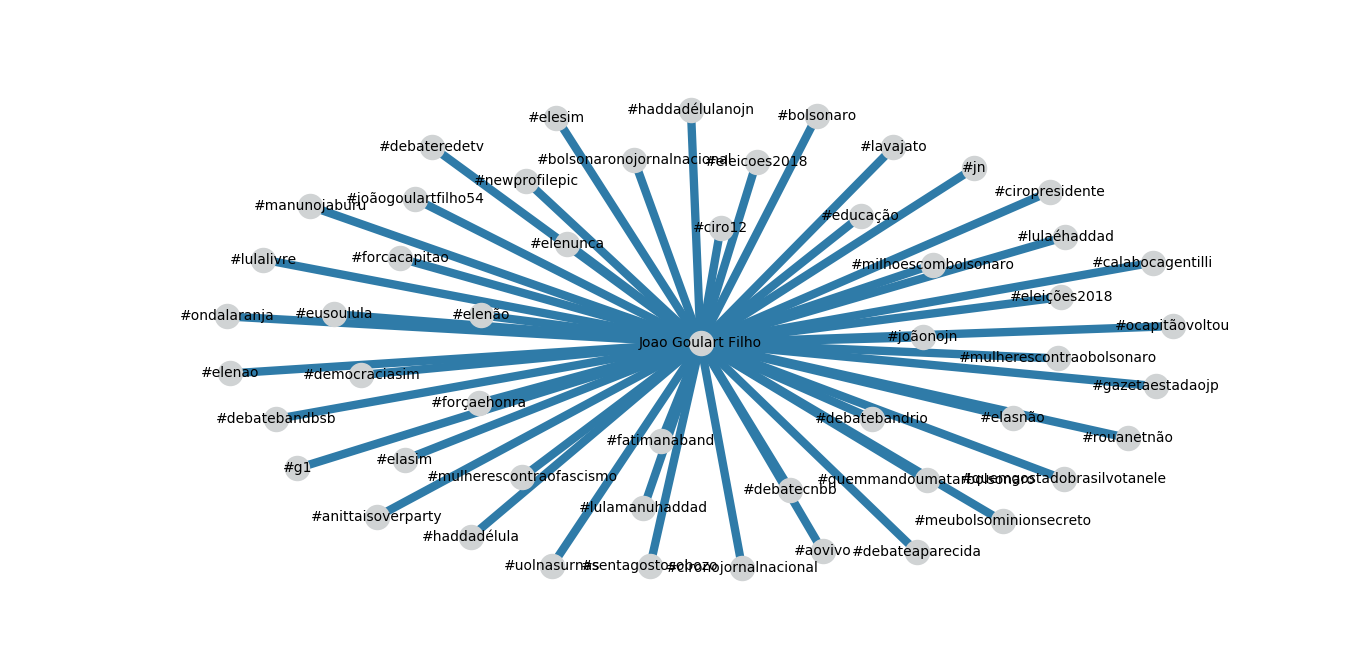 #haddadélulanojn
#elesim
#bolsonaro
#debateredetv
#lavajato
#bolsonaronojornalnacional
#eleicoes2018
#jn
#newprofilepic
#ciropresidente
#joãogoulartfilho54
#manunojaburu
#educação
#ciro12
#lulaéhaddad
#elenunca
#forcacapitao
#lulalivre
#calabocagentilli
#milhoescombolsonaro
#eleições2018
#ondalaranja
#eusoulula
#elenão
#ocapitãovoltou
#joãonojn
Joao Goulart Filho
#mulherescontraobolsonaro
#elenao
#democraciasim
#gazetaestadaojp
#forçaehonra
#debatebandbsb
#debatebandrio
#elasnão
#rouanetnão
#fatimanaband
#elasim
#g1
#mulherescontraofascismo
#quemmandoumatarbolsonaro
#quemgostadobrasilvotanele
#debatecnbb
#lulamanuhaddad
#anittaisoverparty
#meubolsominionsecreto
#haddadélula
#aovivo
#debateaparecida
#uolnasurnas
#sentagostosobozo
#cironojornalnacional